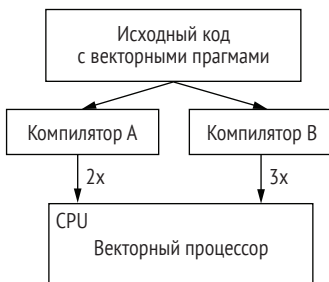 Исходный код
с векторными прагмами
Компилятор A
Компилятор B
2x
3x
CPU
Векторный процессор